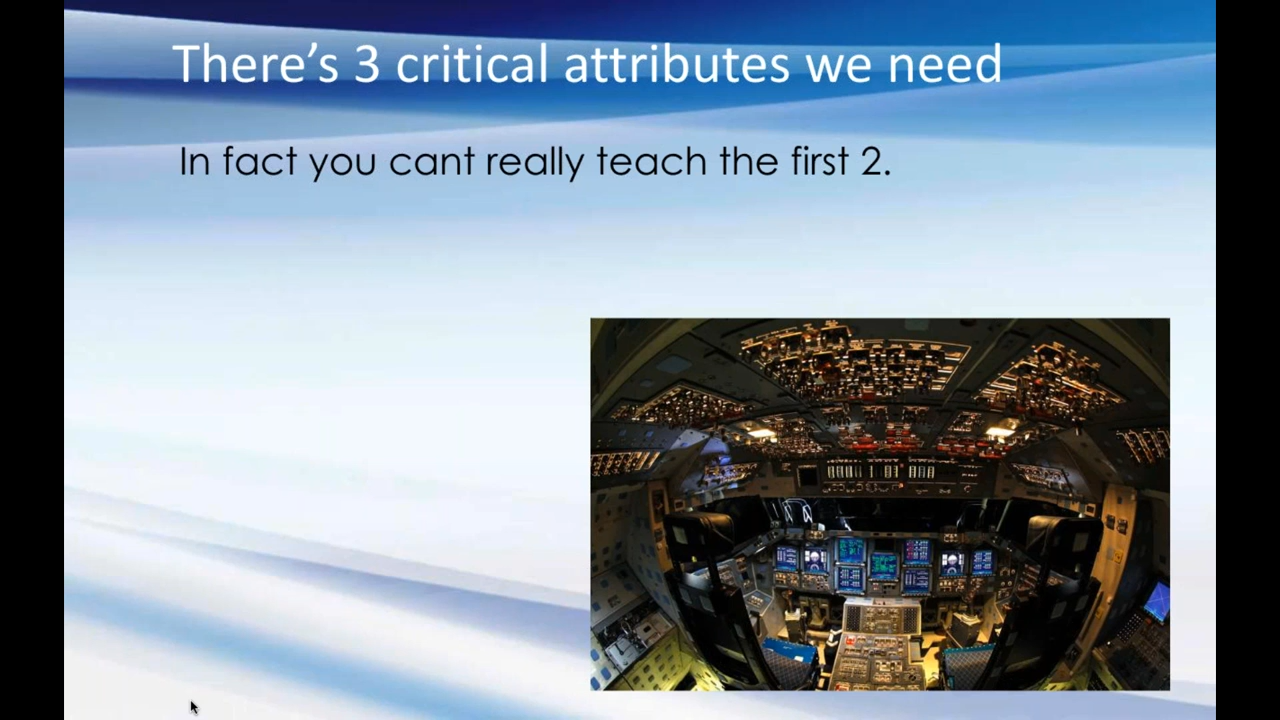 There’s 3 critical attributes we need
In fact you cant really teach the first 2.